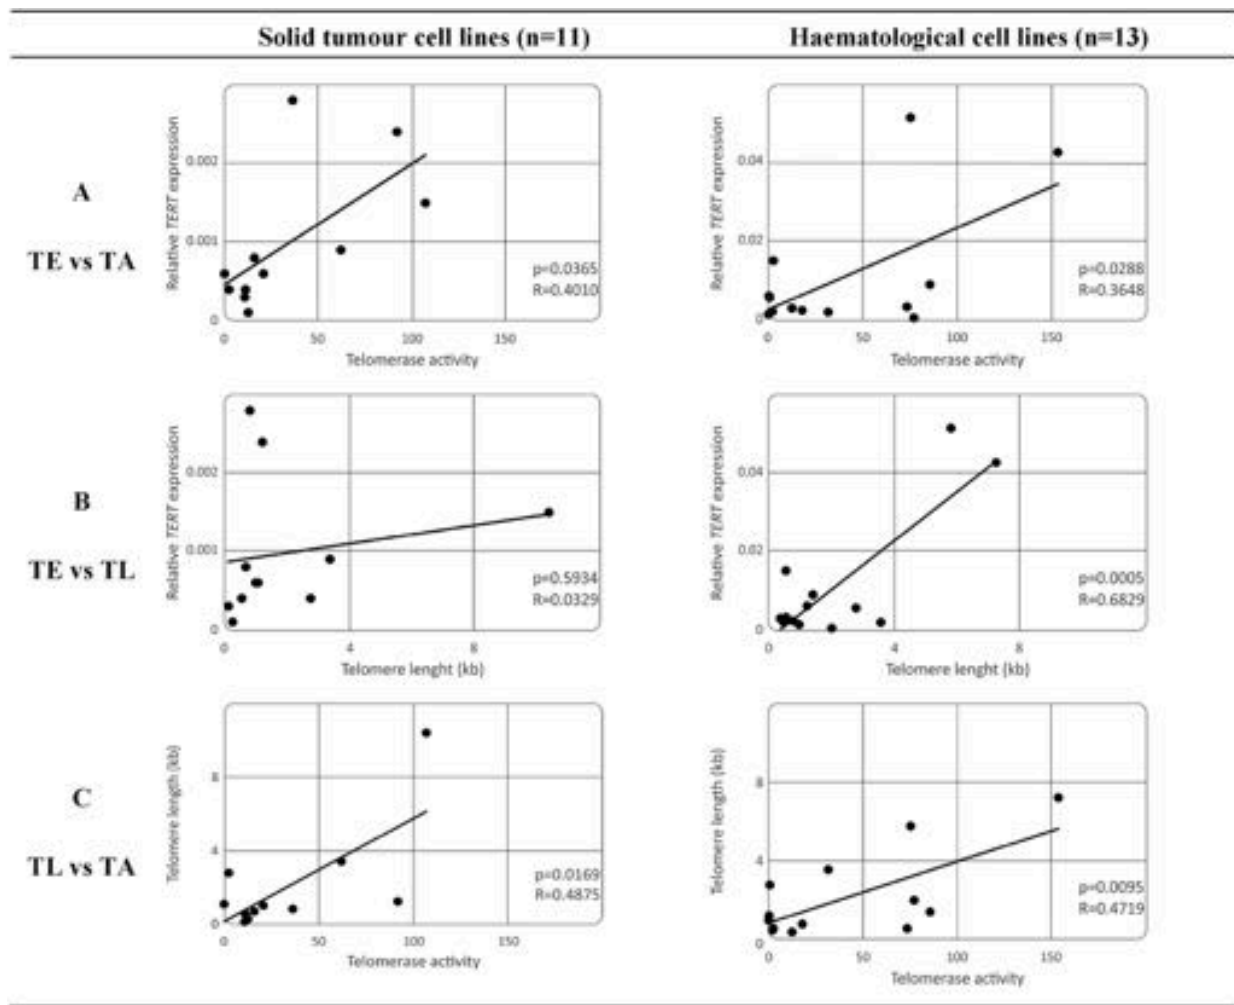 Solid tumour cell lines (n=11)
Haematological cell lines (n=13)
A
TE vs TA
Relative TERT expression
0.002
0.001
0
p=0.0365
R=0.4010
0 50 100 150
Telomerase activity
Relative TERT expression
0.04
0.02
0
p=0.0288
R=0.3648
0 50 100 150
Telomerase activity
B
TE vs TL
Relative TERT expression
0.002
0.001
0
p=0.5934
R=0.0329
0 4 8
Telomere lenght (kb)
Relative TERT expression
0.04
0.02
0
p=0.0005
R=0.6829
0 4 8
Telomere lenght (kb)
C
TL vs TA
Telomere length (kb)
8
4
0
p=0.0169
R=0.4875
0 50 100 150
Telomerase activity
Telomere length (kb)
8
4
0
p=0.0095
R=0.4719
0 50 100 150
Telomerase activity